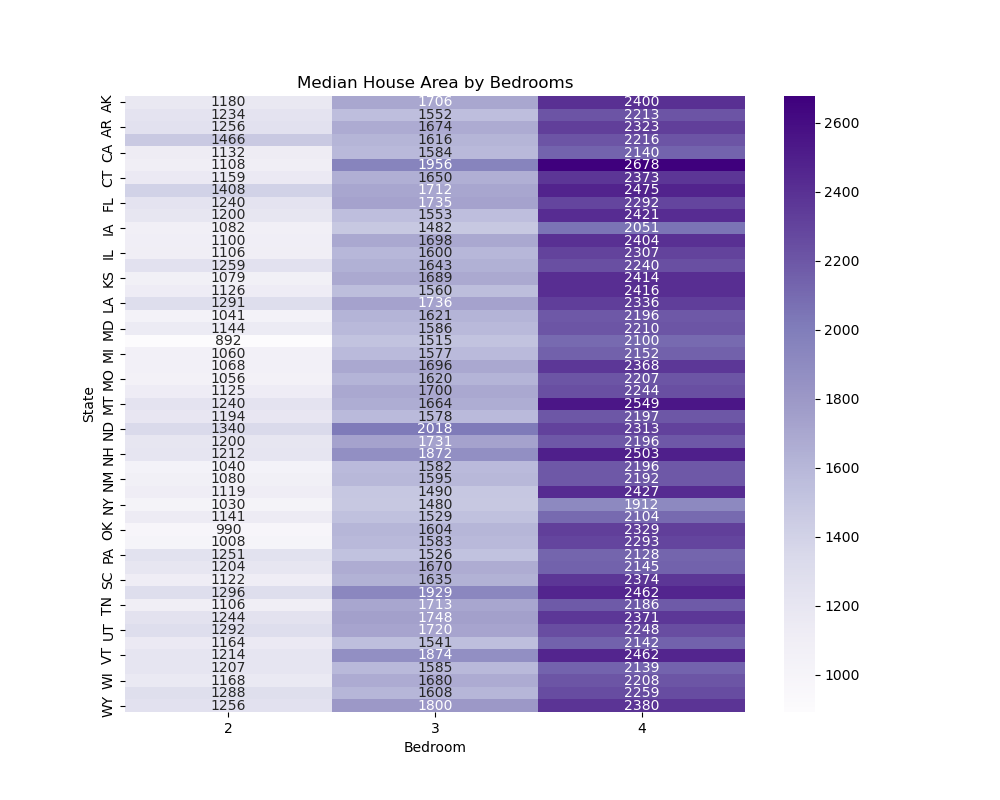 Median House Area by Bedrooms
State
AK 1180 1706 2400
1234 1552 2213
AR 1256 1674 2323
1466 1616 2216
CA 1132 1584 2140
1108 1956 2678
CT 1159 1650 2373
1408 1712 2475
FL 1240 1735 2292
1200 1553 2421
IA 1082 1482 2051
1100 1698 2404
IL 1106 1600 2307
1259 1643 2240
KS 1079 1689 2414
1126 1560 2416
LA 1291 1736 2336
1041 1621 2196
MD 1144 1586 2210
892 1515 2100
MI 1060 1577 2152
1068 1696 2368
MO 1056 1620 2207
1125 1700 2244
MT 1240 1664 2549
1194 1578 2197
ND 1340 2018 2313
1200 1731 2196
NH 1212 1872 2503
1040 1582 2196
NM 1080 1595 2192
1119 1490 2427
NY 1030 1480 1912
1141 1529 2104
OK 990 1604 2329
1008 1583 2293
PA 1251 1526 2128
1204 1670 2145
SC 1122 1635 2374
1296 1929 2462
TN 1106 1713 2186
1244 1748 2371
UT 1292 1720 2248
1164 1541 2142
VT 1214 1874 2462
1207 1585 2139
WI 1168 1680 2208
1288 1608 2259
WY 1256 1800 2380
2 3 4
Bedroom
2600
2400
2200
2000
1800
1600
1400
1200
1000